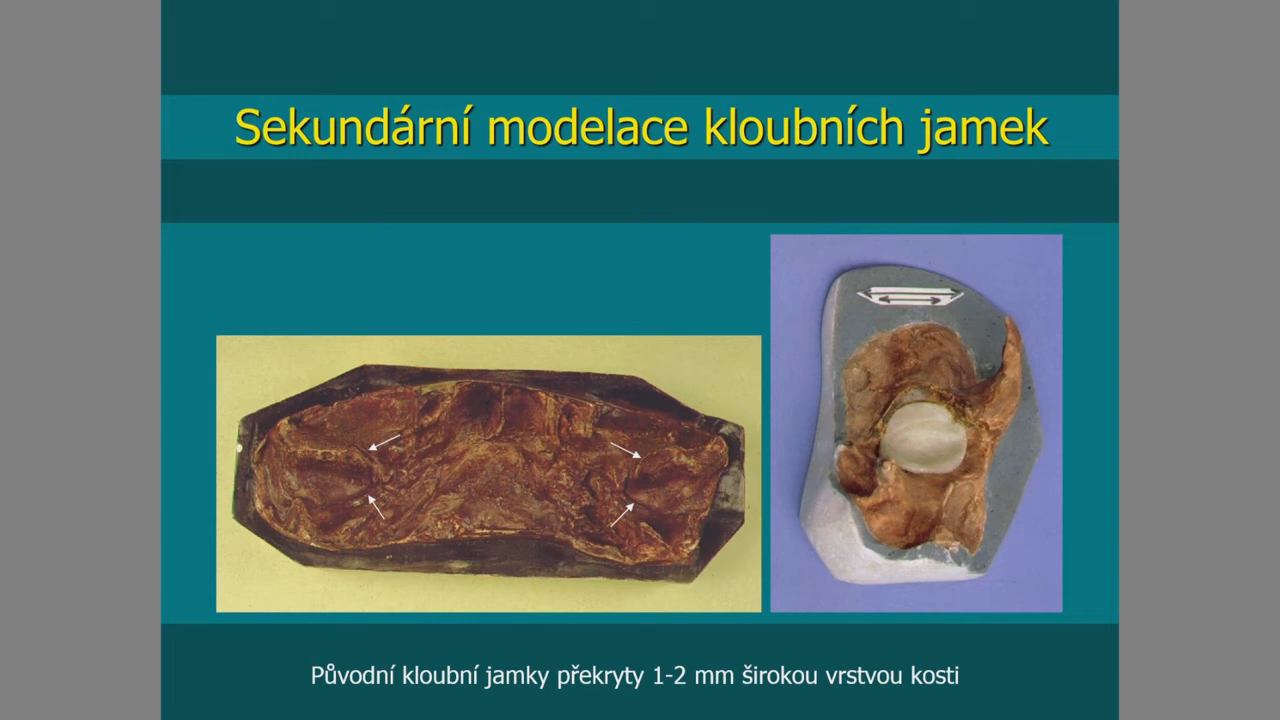 Sekundární modelace kloubních jamek
Původní kloubní jamky překryty 1-2 mm širokou vrstvou kosti